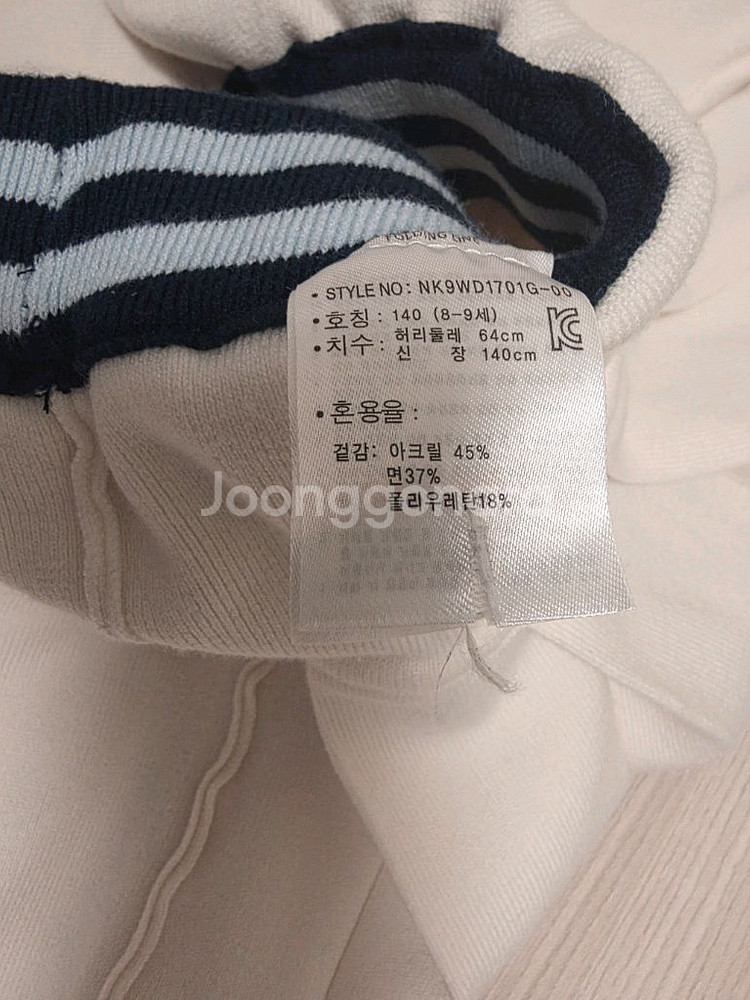 FOLDING LINE
• STYLE NO: NK9WD1701G-00
• 호칭 : 140 (8-9세)
• 치수 : 허리둘레 64cm
신 장 140cm
• 혼용율 :
겉감: 아크릴 45%
면37%
폴리우레탄18%